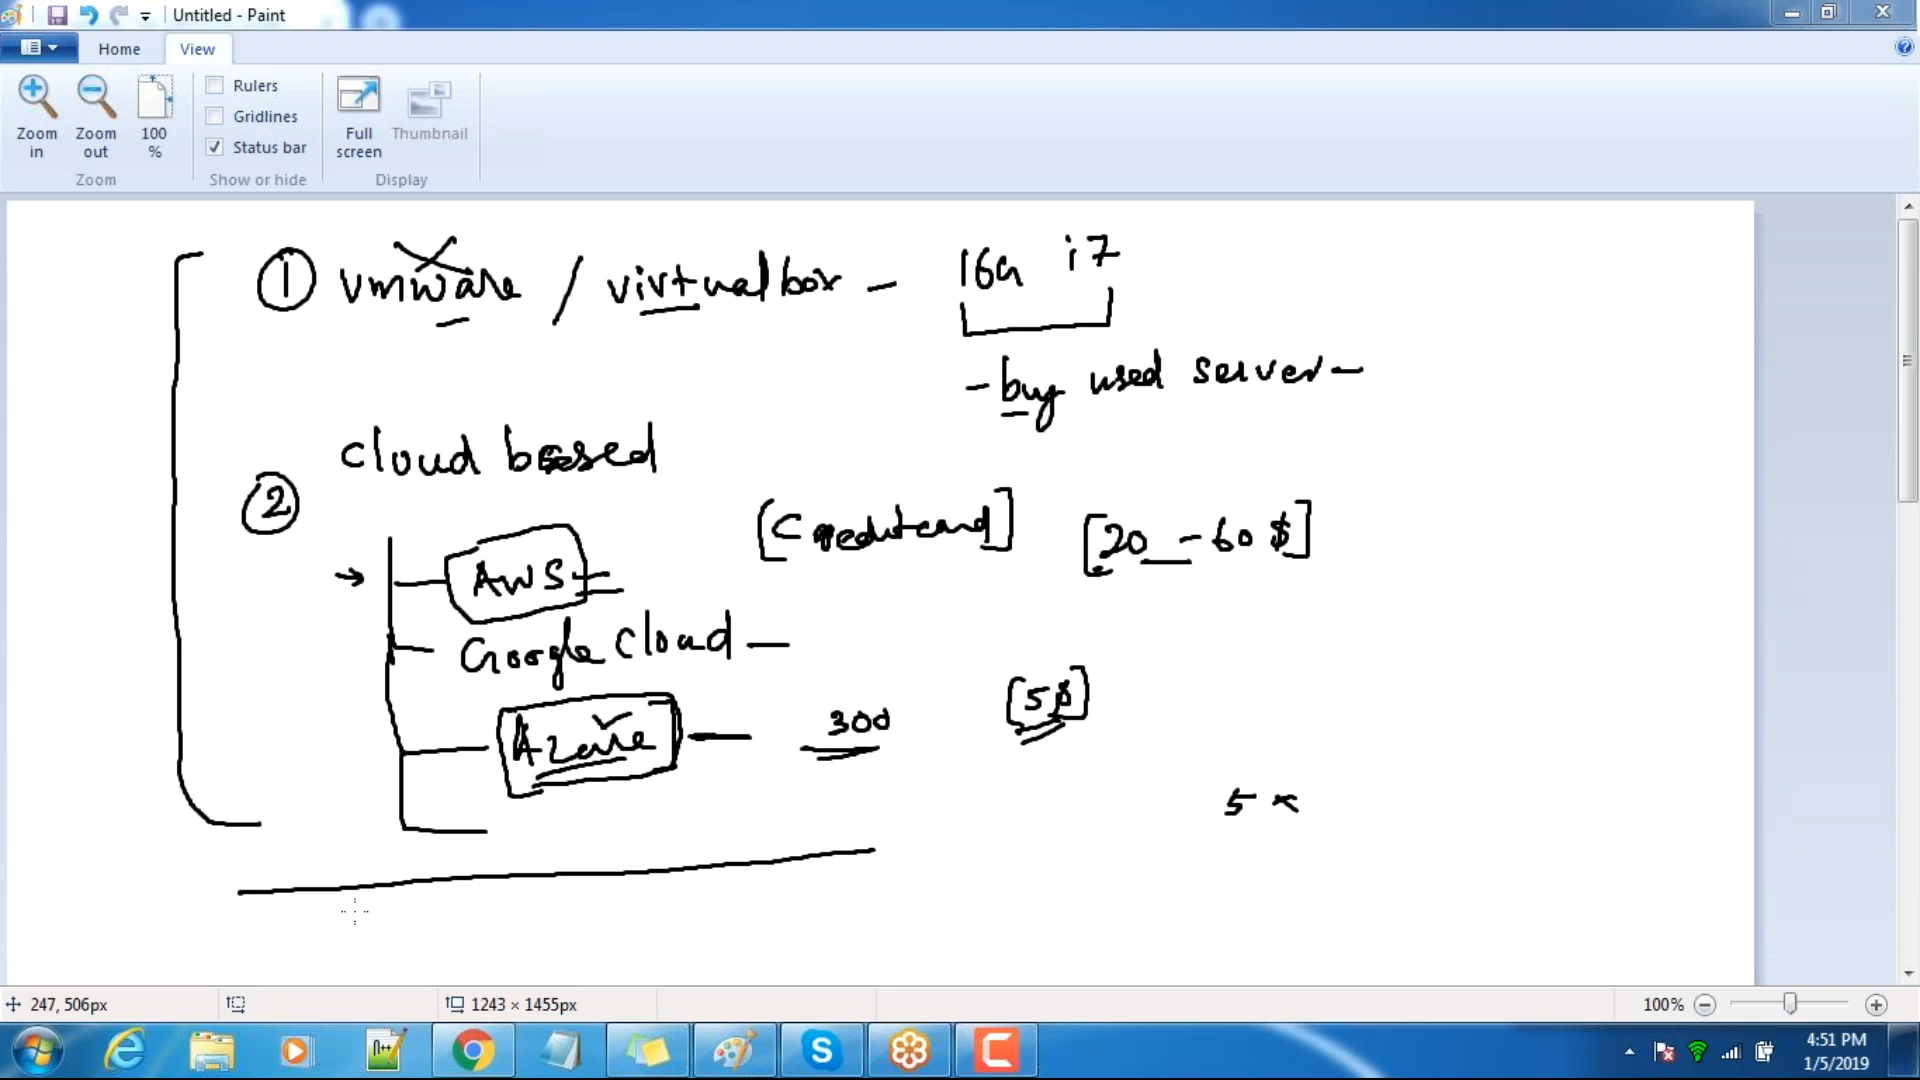 Untitled - Paint
Home View
Zoom in
Zoom out
100 %
Rulers
Gridlines
Status bar
Full screen
Thumbnail
Zoom
Show or hide
Display
① vmware / virtualbox - 16G i7
- buy used server -
cloud based
②
[Creditcard] [20 - 60 $]
AWS
Google Cloud
Azure 300 [5$]
5 ×
247, 506px
1243 × 1455px
100%
4:51 PM
1/5/2019